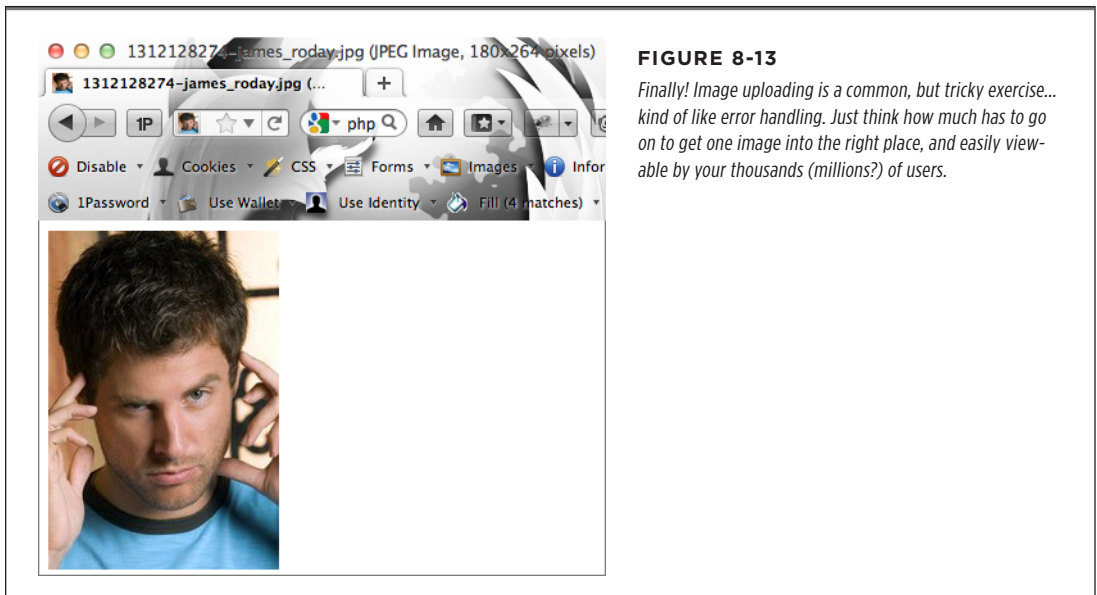 1312128274-james_roday.jpg (JPEG Image, 180x264 pixels)
1312128274-james_roday.jpg (...
+
1P
php
Disable
Cookies
CSS
Forms
Images
Infor
1Password
Use Wallet
Use Identity
Fill (4 matches)
FIGURE 8-13
Finally! Image uploading is a common, but tricky exercise...
kind of like error handling. Just think how much has to go
on to get one image into the right place, and easily view-
able by your thousands (millions?) of users.